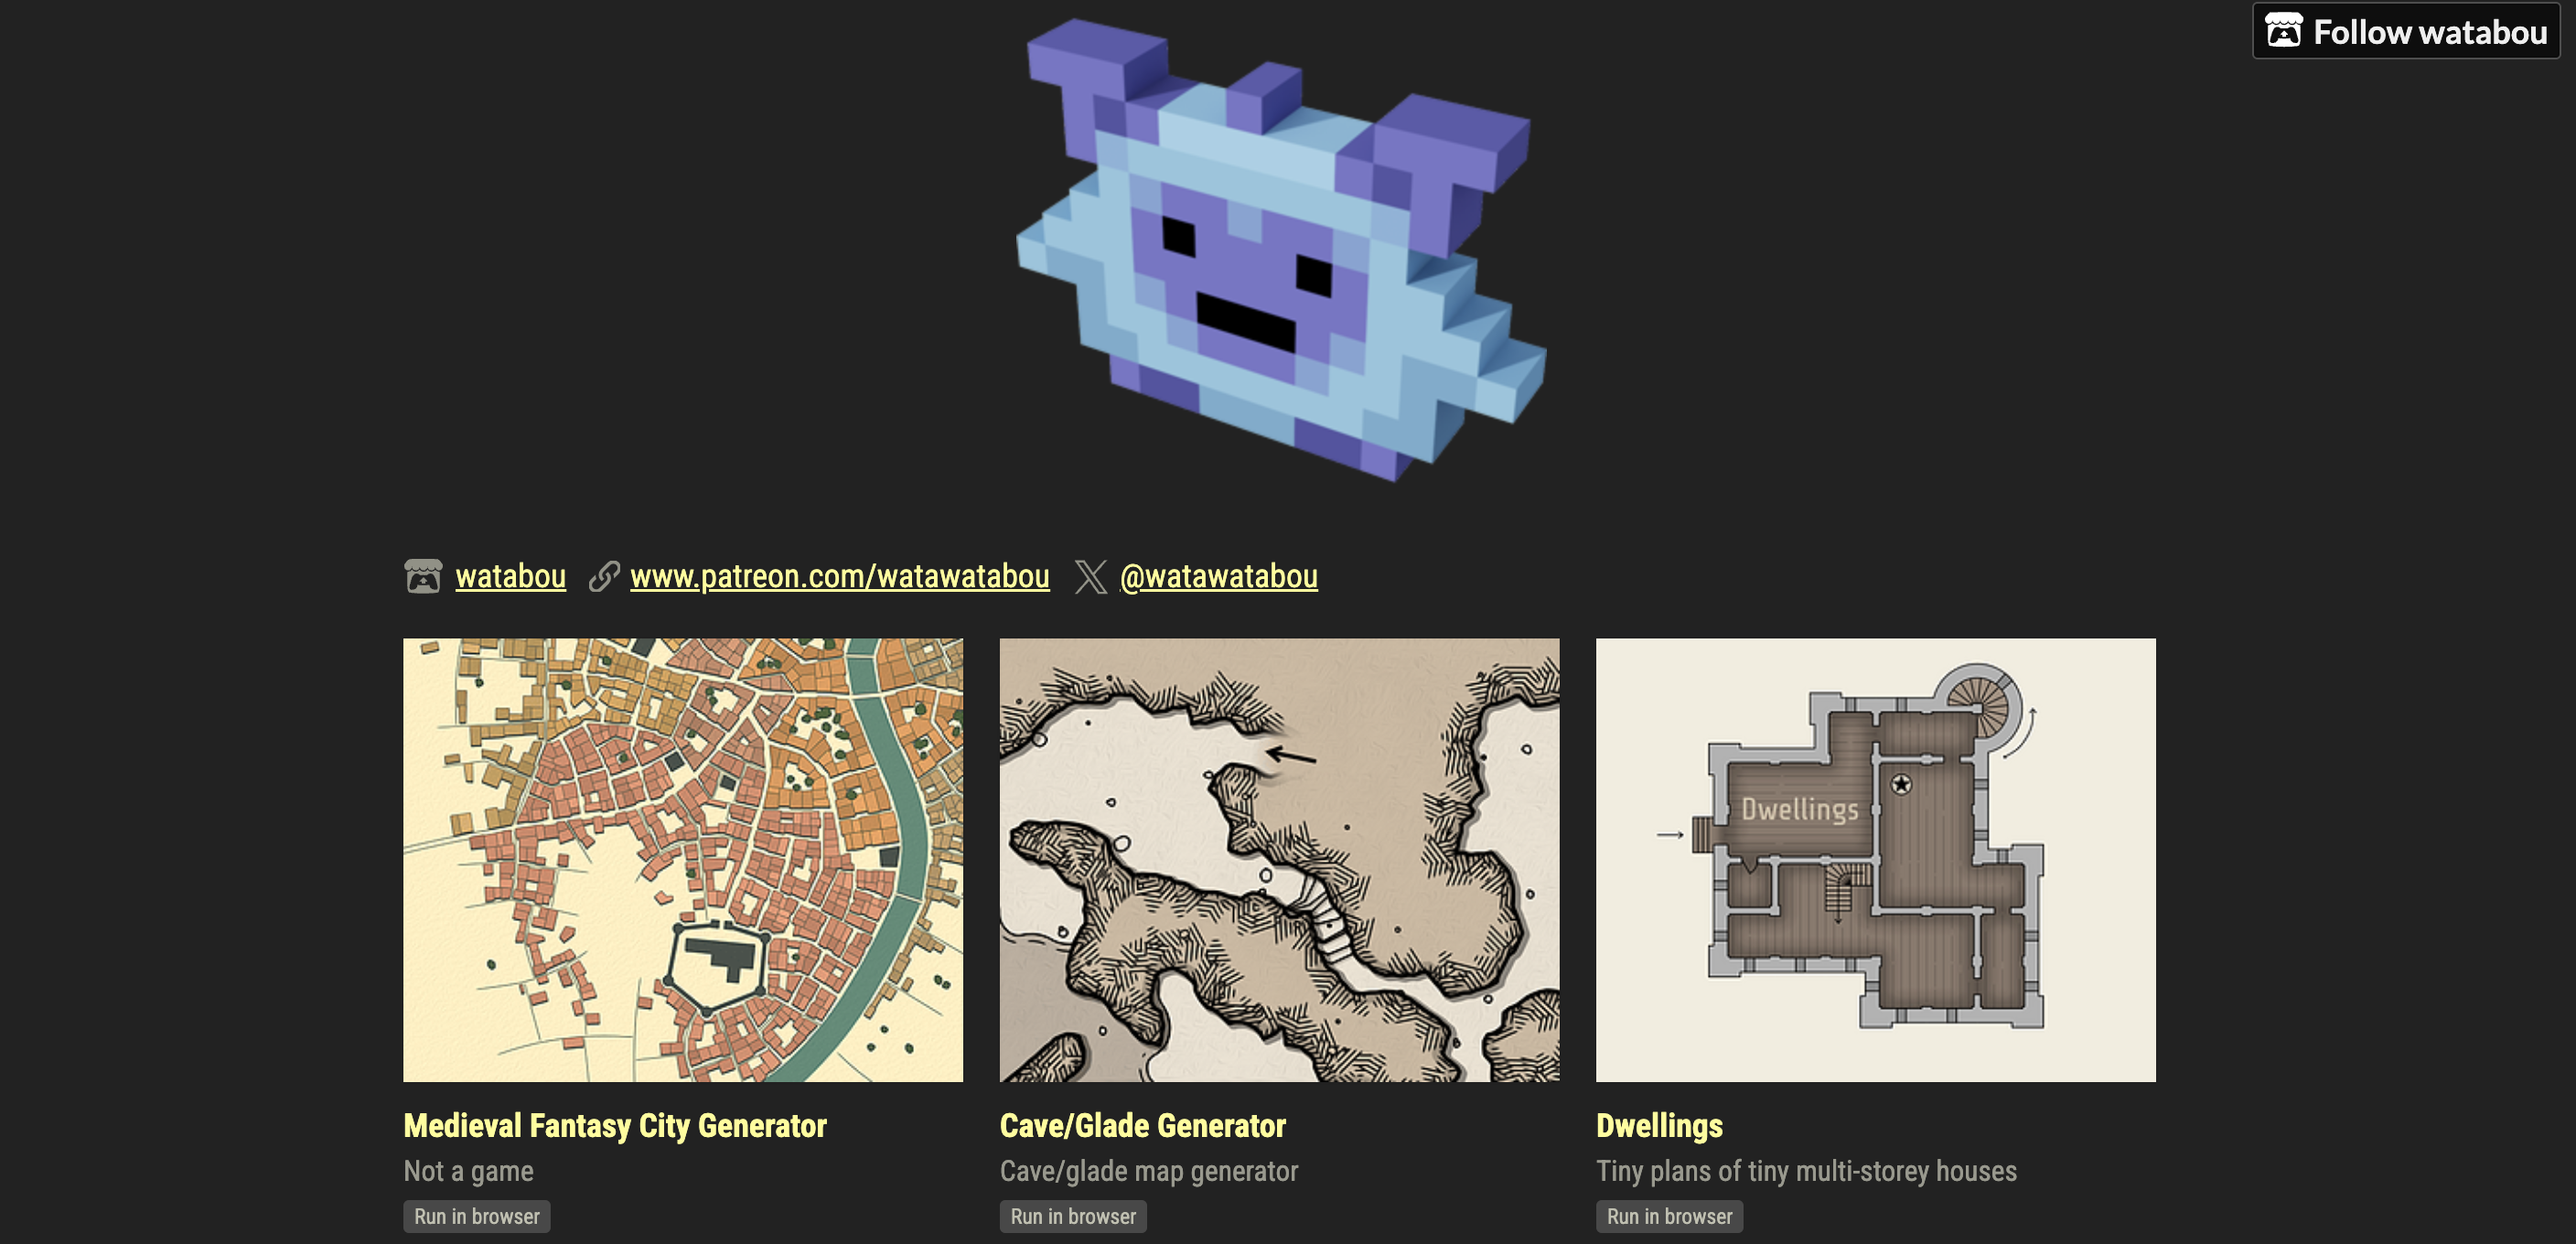 Follow watabou
watabou www.patreon.com/watawatabou @watawatabou
Dwellings
Medieval Fantasy City Generator
Not a game
Run in browser
Cave/Glade Generator
Cave/glade map generator
Run in browser
Dwellings
Tiny plans of tiny multi-storey houses
Run in browser